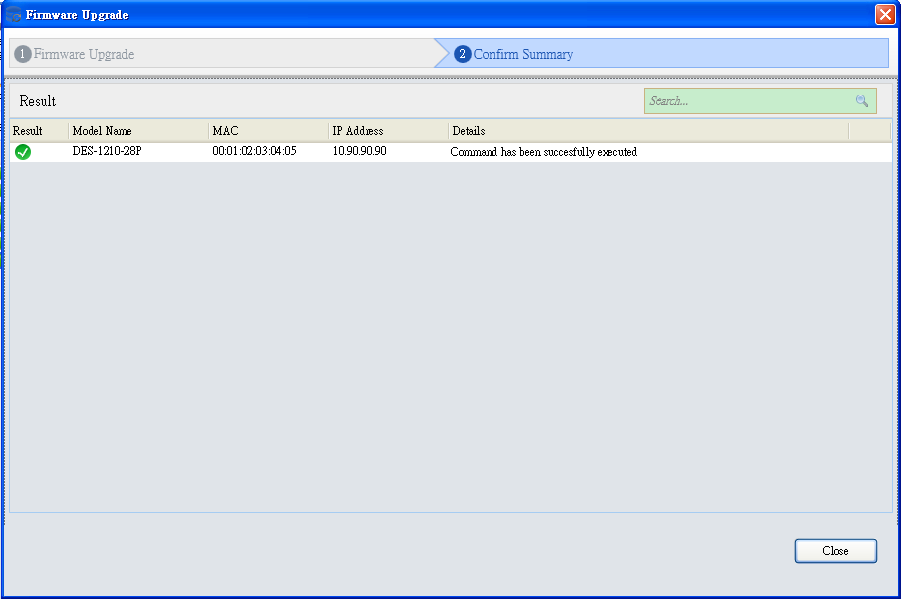 Firmware Upgrade
1 Firmware Upgrade
2 Confirm Summary
Result
Search...
Result Model Name MAC IP Address Details
DES-1210-28P 00:01:02:03:04:05 10.90.90.90 Command has been succesfully executed
Close